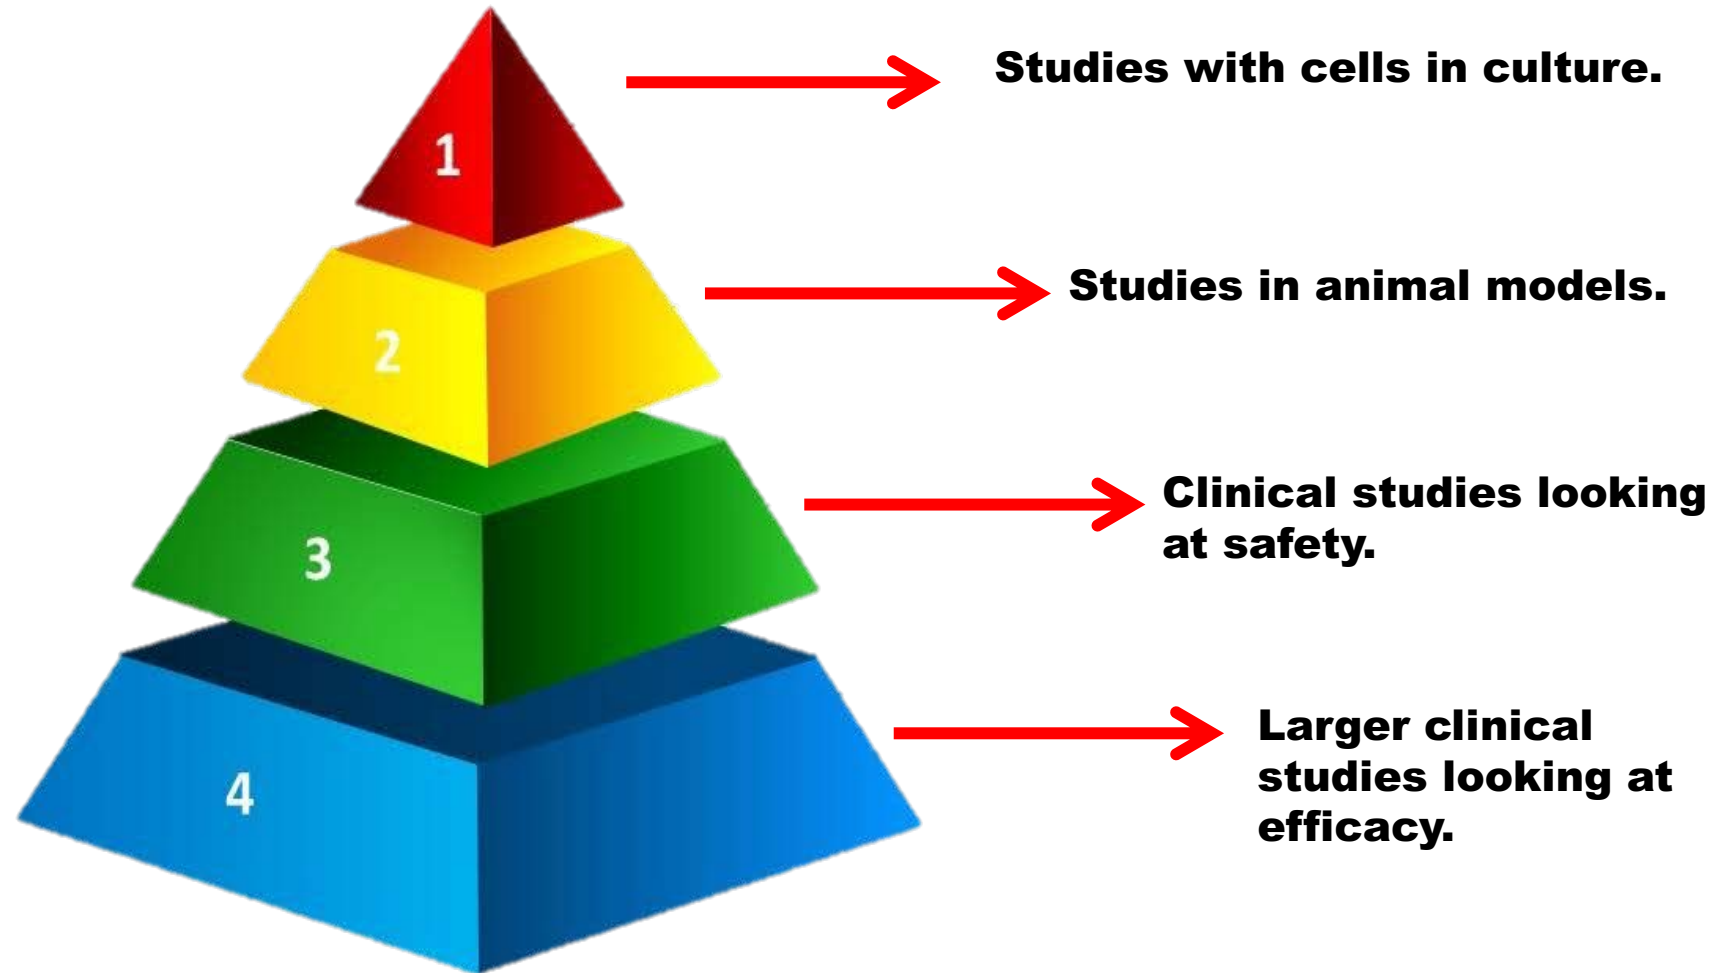 1
Studies with cells in culture.
2
Studies in animal models.
3
Clinical studies looking
at safety.
4
Larger clinical
studies looking at
efficacy.